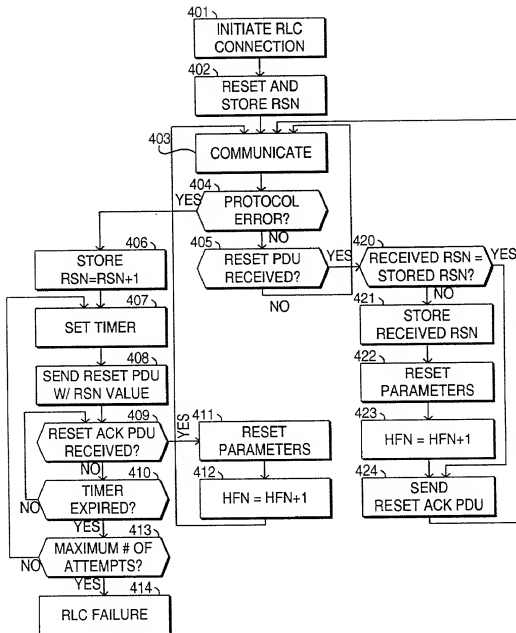 401
INITIATE RLC
CONNECTION
402
RESET AND
STORE RSN
403
COMMUNICATE
404
YES
PROTOCOL
ERROR?
NO
405
RESET PDU
RECEIVED?
YES
NO
406
STORE
RSN=RSN+1
407
SET TIMER
408
SEND RESET PDU
W/ RSN VALUE
409
RESET ACK PDU
RECEIVED?
YES
NO
410
TIMER
EXPIRED?
NO
YES
413
MAXIMUM # OF
ATTEMPTS?
NO
YES
414
RLC FAILURE
411
RESET
PARAMETERS
412
HFN = HFN+1
420
RECEIVED RSN =
STORED RSN?
YES
NO
421
STORE
RECEIVED RSN
422
RESET
PARAMETERS
423
HFN = HFN+1
424
SEND
RESET ACK PDU